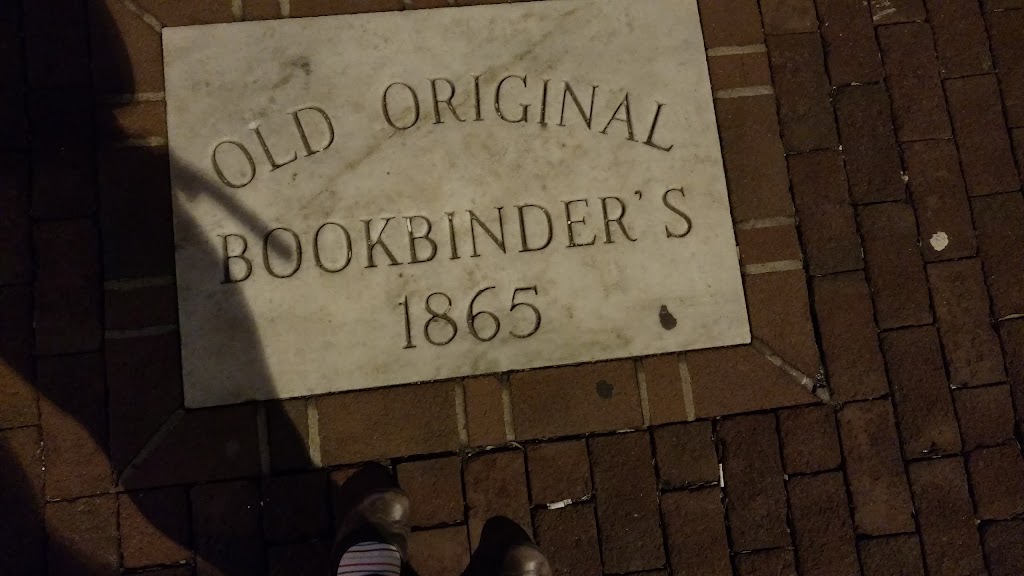 OLD ORIGINAL
BOOKBINDER'S
1865